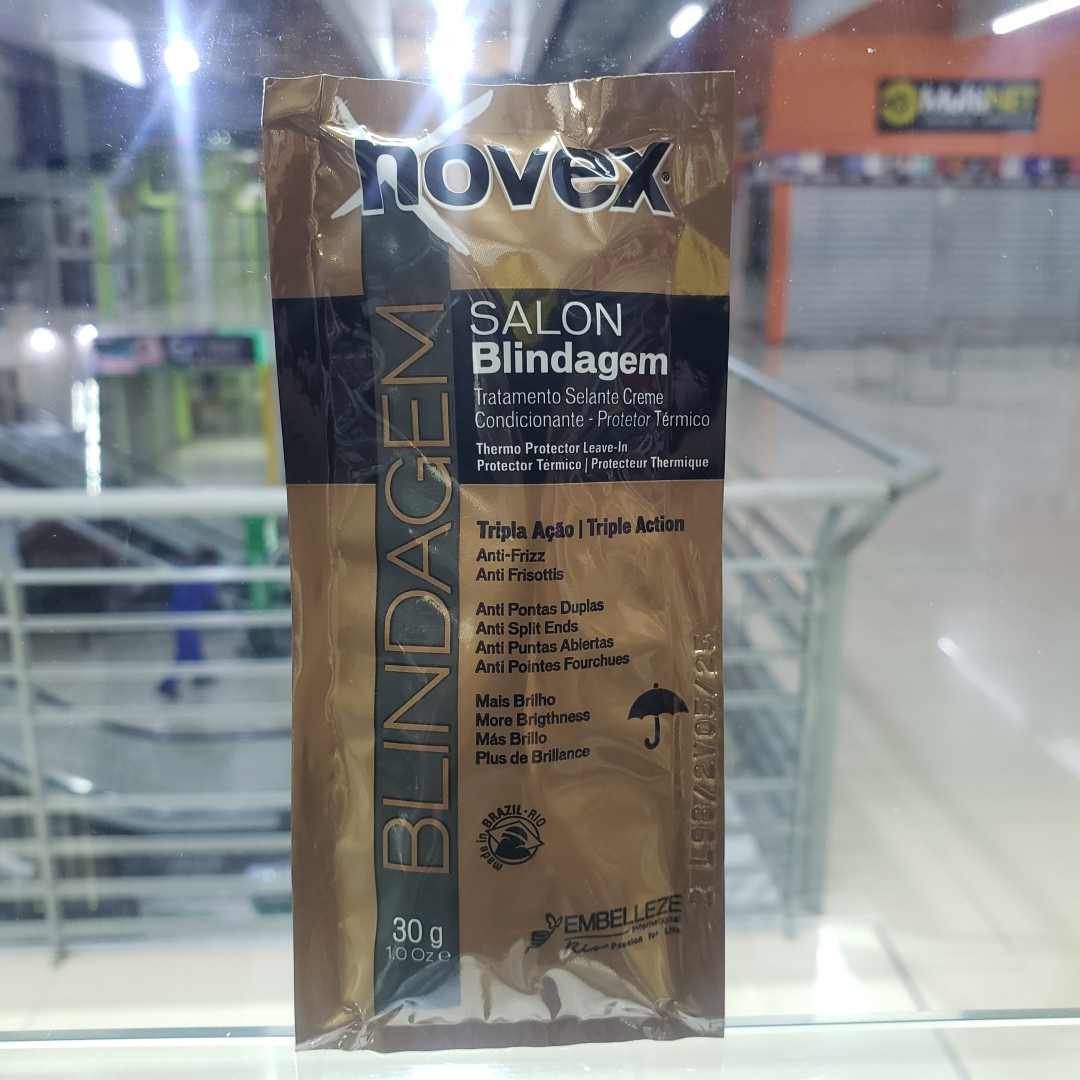 novex®
BLINDAGEM
SALON
Blindagem
Tratamento Selante Creme
Condicionante - Protetor Térmico
Thermo Protector Leave-In
Protector Térmico | Protecteur Thermique
Tripla Ação | Triple Action
Anti-Frizz
Anti Frisottis
Anti Pontas Duplas
Anti Split Ends
Anti Puntas Abiertas
Anti Pointes Fourchues
Mais Brilho
More Brigthness
Más Brillo
Plus de Brillance
made in BRAZIL • RIO
EMBELLEZE
International
Rio Passion for Life
30 g
1.0 Oz e
MultiNET